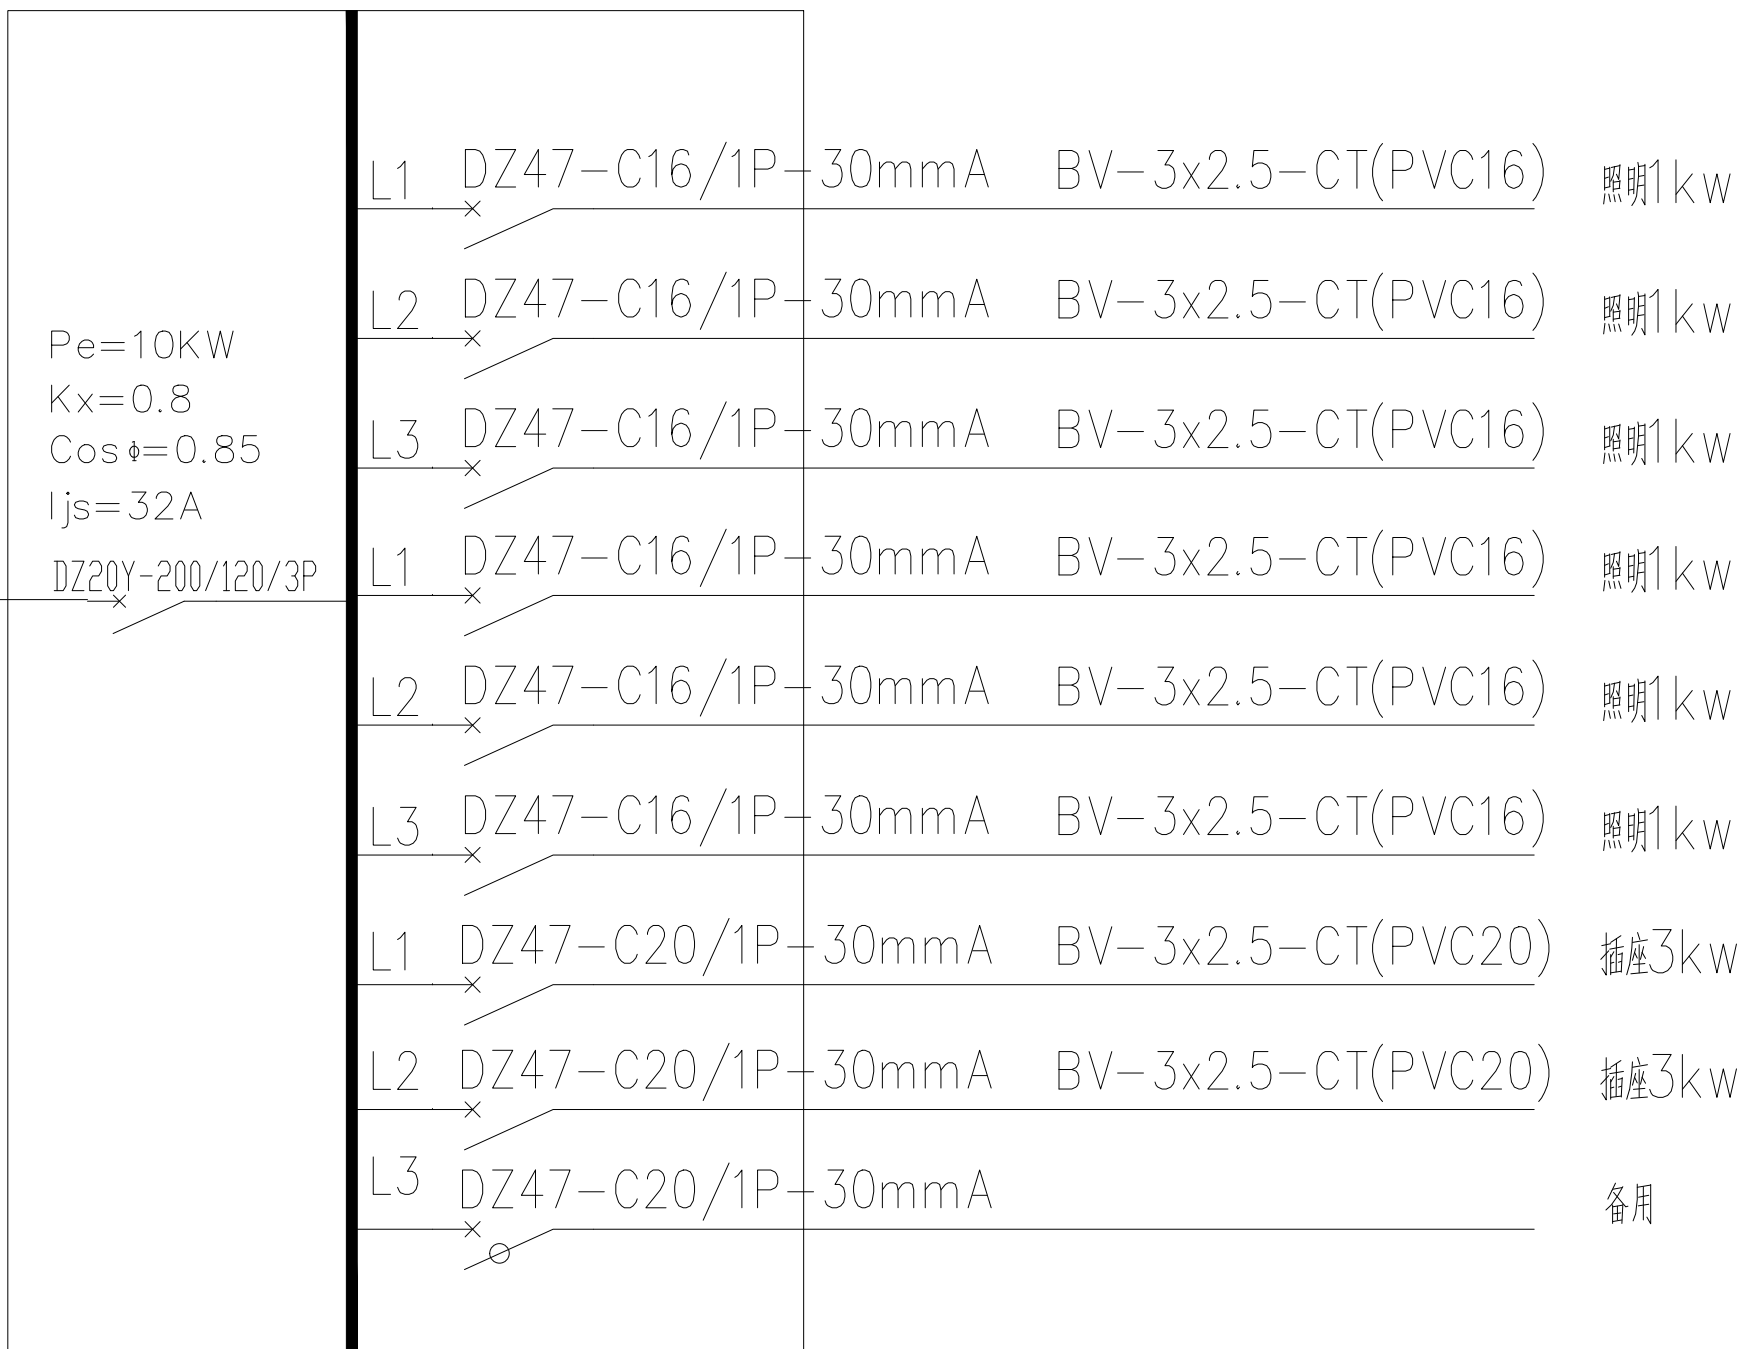 L1 DZ47-C16/1P-30mmA BV-3x2.5-CT(PVC16) 照明1kw
L2 DZ47-C16/1P-30mmA BV-3x2.5-CT(PVC16) 照明1kw
Pe=10KW
Kx=0.8
CosΦ=0.85
Ijs=32A
DZ20Y-200/120/3P
L3 DZ47-C16/1P-30mmA BV-3x2.5-CT(PVC16) 照明1kw
L1 DZ47-C16/1P-30mmA BV-3x2.5-CT(PVC16) 照明1kw
L2 DZ47-C16/1P-30mmA BV-3x2.5-CT(PVC16) 照明1kw
L3 DZ47-C16/1P-30mmA BV-3x2.5-CT(PVC16) 照明1kw
L1 DZ47-C20/1P-30mmA BV-3x2.5-CT(PVC20) 插座3kw
L2 DZ47-C20/1P-30mmA BV-3x2.5-CT(PVC20) 插座3kw
L3 DZ47-C20/1P-30mmA 备用